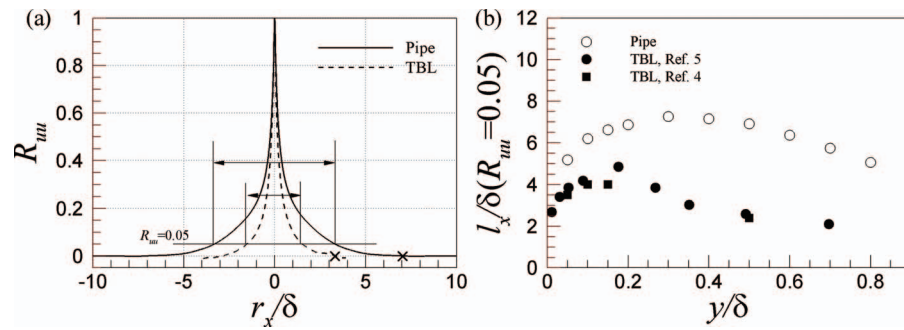 (a)
1
0.8
0.6
0.4
0.2
0
R_uu
Pipe
TBL
R_uu=0.05
-10
-5
0
5
10
r_x/δ
(b)
12
10
8
6
4
2
0
l_x/δ(R_uu=0.05)
Pipe
TBL, Ref. 5
TBL, Ref. 4
0
0.2
0.4
0.6
0.8
y/δ